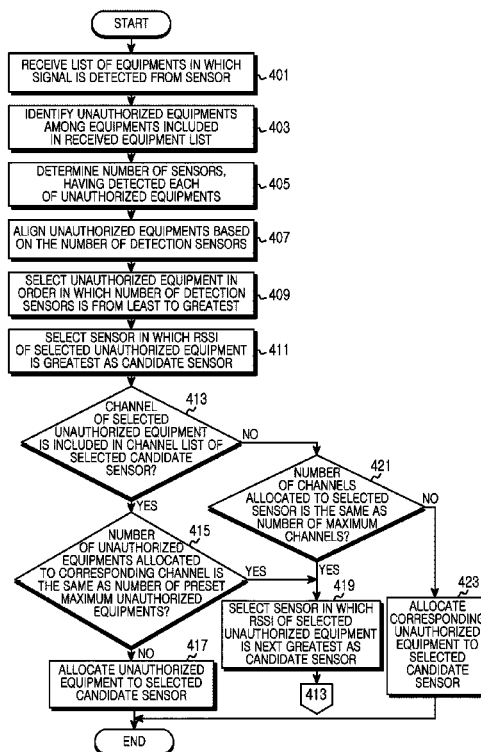 START
RECEIVE LIST OF EQUIPMENTS IN WHICH
SIGNAL IS DETECTED FROM SENSOR
401
IDENTIFY UNAUTHORIZED EQUIPMENTS
AMONG EQUIPMENTS INCLUDED
IN RECEIVED EQUIPMENT LIST
403
DETERMINE NUMBER OF SENSORS,
HAVING DETECTED EACH
OF UNAUTHORIZED EQUIPMENTS
405
ALIGN UNAUTHORIZED EQUIPMENTS BASED
ON THE NUMBER OF DETECTION SENSORS
407
SELECT UNAUTHORIZED EQUIPMENT IN
ORDER IN WHICH NUMBER OF DETECTION
SENSORS IS FROM LEAST TO GREATEST
409
SELECT SENSOR IN WHICH RSSI
OF SELECTED UNAUTHORIZED EQUIPMENT
IS GREATEST AS CANDIDATE SENSOR
411
413
CHANNEL
OF SELECTED
UNAUTHORIZED EQUIPMENT
IS INCLUDED IN CHANNEL LIST OF
SELECTED CANDIDATE
SENSOR?
NO
YES
421
NUMBER
OF CHANNELS
ALLOCATED TO SELECTED
SENSOR IS THE SAME AS
NUMBER OF MAXIMUM
CHANNELS?
NO
YES
415
NUMBER
OF UNAUTHORIZED
EQUIPMENTS ALLOCATED
TO CORRESPONDING CHANNEL IS
THE SAME AS NUMBER OF PRESET
MAXIMUM UNAUTHORIZED
EQUIPMENTS?
YES
NO
419
SELECT SENSOR IN WHICH
RSSI OF SELECTED
UNAUTHORIZED EQUIPMENT
IS NEXT GREATEST AS
CANDIDATE SENSOR
413
423
ALLOCATE
CORRESPONDING
UNAUTHORIZED
EQUIPMENT TO
SELECTED
CANDIDATE
SENSOR
417
ALLOCATE UNAUTHORIZED
EQUIPMENT TO SELECTED
CANDIDATE SENSOR
END